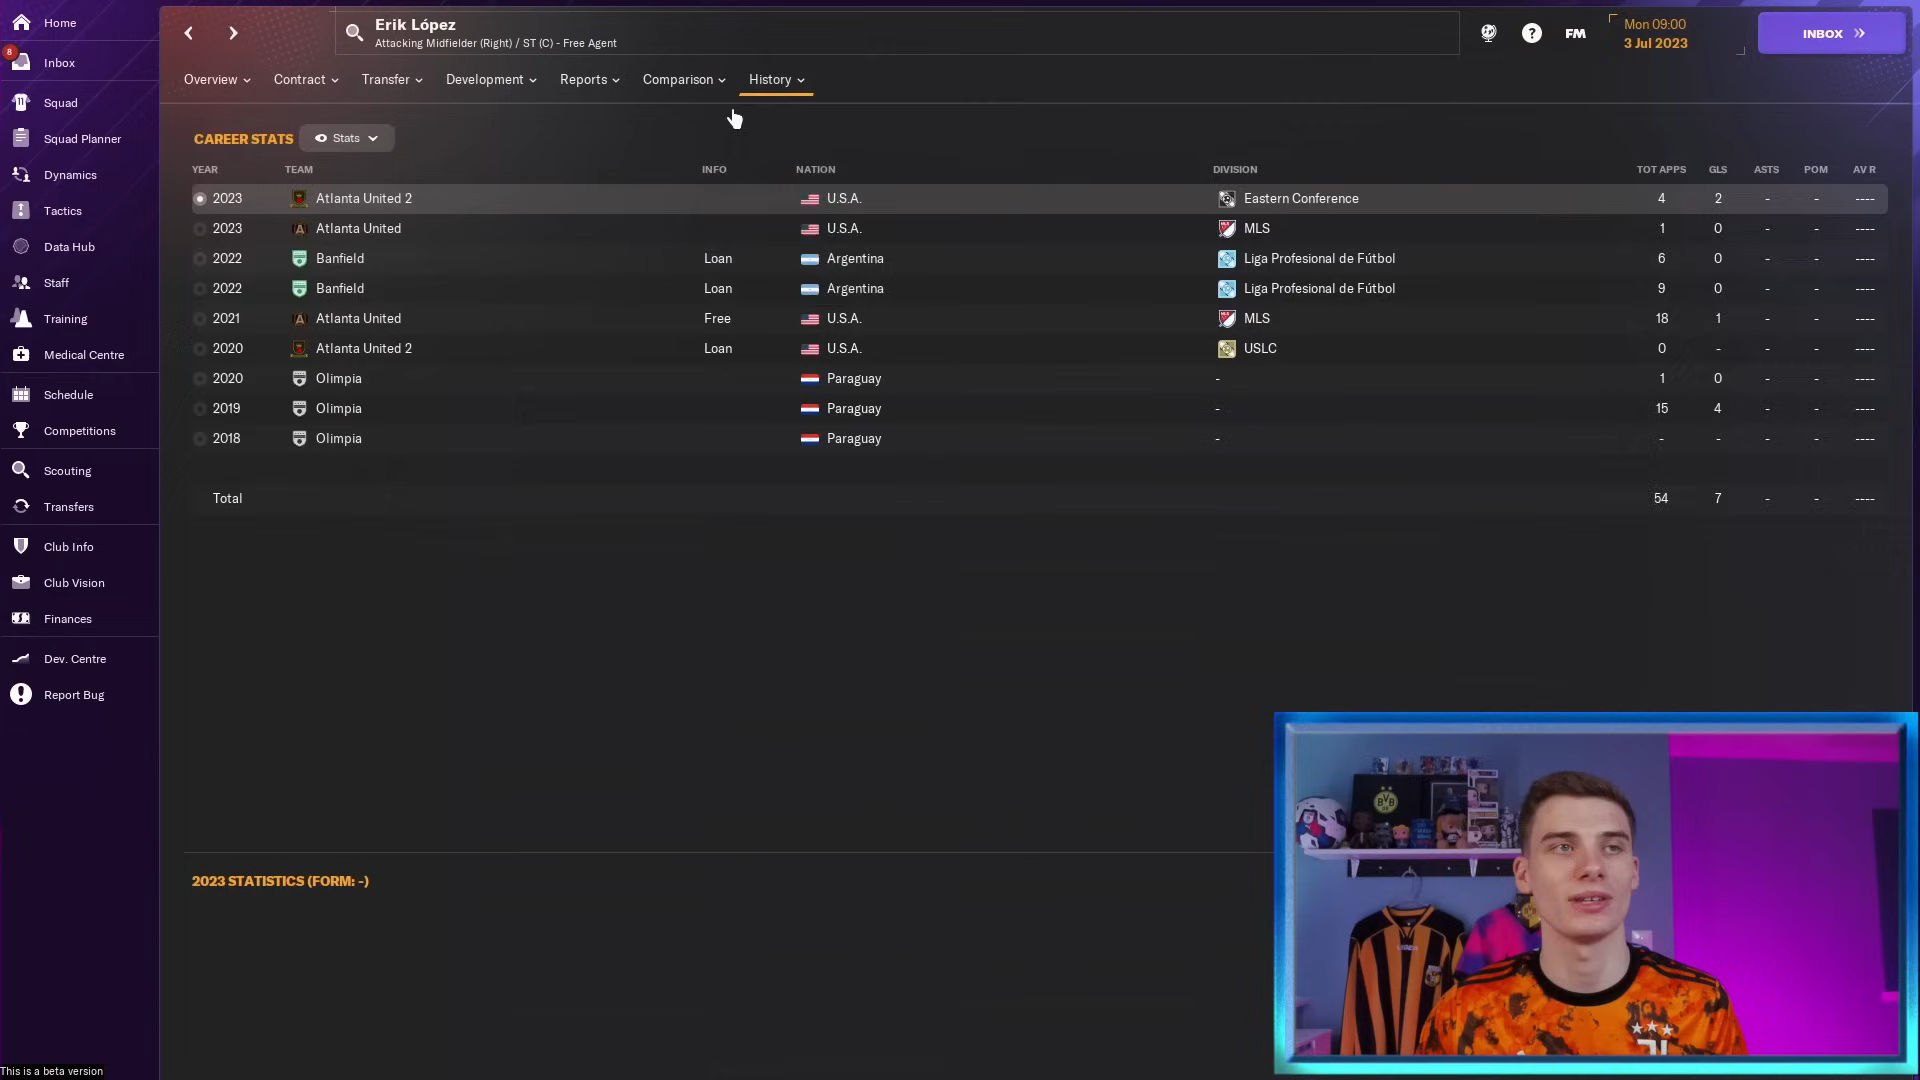 Home
8
Inbox
11
Squad
Squad Planner
Dynamics
Tactics
Data Hub
Staff
Training
Medical Centre
Schedule
Competitions
Scouting
Transfers
Club Info
Club Vision
Finances
Dev. Centre
Report Bug
This is a beta version
Erik López
Attacking Midfielder (Right) / ST (C) - Free Agent
?
FM
Mon 09:00
3 Jul 2023
INBOX
Overview Contract Transfer Development Reports Comparison History
CAREER STATS Stats
YEAR TEAM INFO NATION DIVISION TOT APPS GLS ASTS POM AV R
2023 Atlanta United 2 U.S.A. Eastern Conference 4 2 - - ----
2023 Atlanta United U.S.A. MLS 1 0 - - ----
2022 Banfield Loan Argentina Liga Profesional de Fútbol 6 0 - - ----
2022 Banfield Loan Argentina Liga Profesional de Fútbol 9 0 - - ----
2021 Atlanta United Free U.S.A. MLS 18 1 - - ----
2020 Atlanta United 2 Loan U.S.A. USLC 0 - - - ----
2020 Olimpia Paraguay - 1 0 - - ----
2019 Olimpia Paraguay - 15 4 - - ----
2018 Olimpia Paraguay - - - - - ----
Total 54 7 - - ----
2023 STATISTICS (FORM: -)
BVB